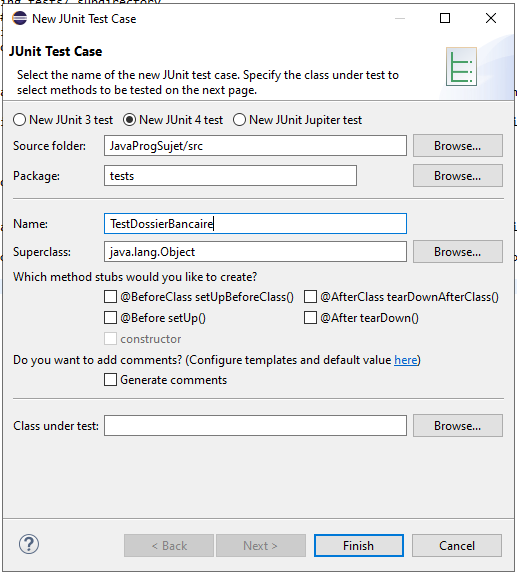 New JUnit Test Case
JUnit Test Case
Select the name of the new JUnit test case. Specify the class under test to
select methods to be tested on the next page.
New JUnit 3 test New JUnit 4 test New JUnit Jupiter test
Source folder: JavaProgSujet/src Browse...
Package: tests Browse...
Name: TestDossierBancaire
Superclass: java.lang.Object Browse...
Which method stubs would you like to create?
@BeforeClass setUpBeforeClass() @AfterClass tearDownAfterClass()
@Before setUp() @After tearDown()
constructor
Do you want to add comments? (Configure templates and default value here)
Generate comments
Class under test: Browse...
? < Back Next > Finish Cancel